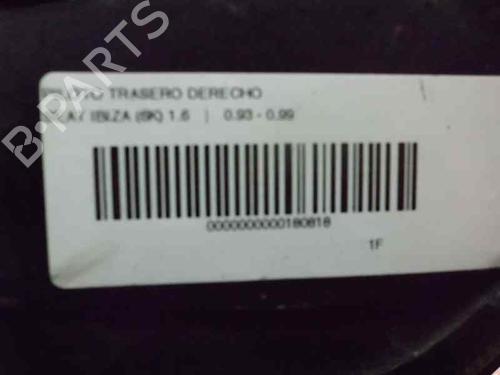 TRASERO DERECHO
IBIZA (6K) 1.6 | 0.93 - 0.99
0000000000180818
1F
B-PARTS